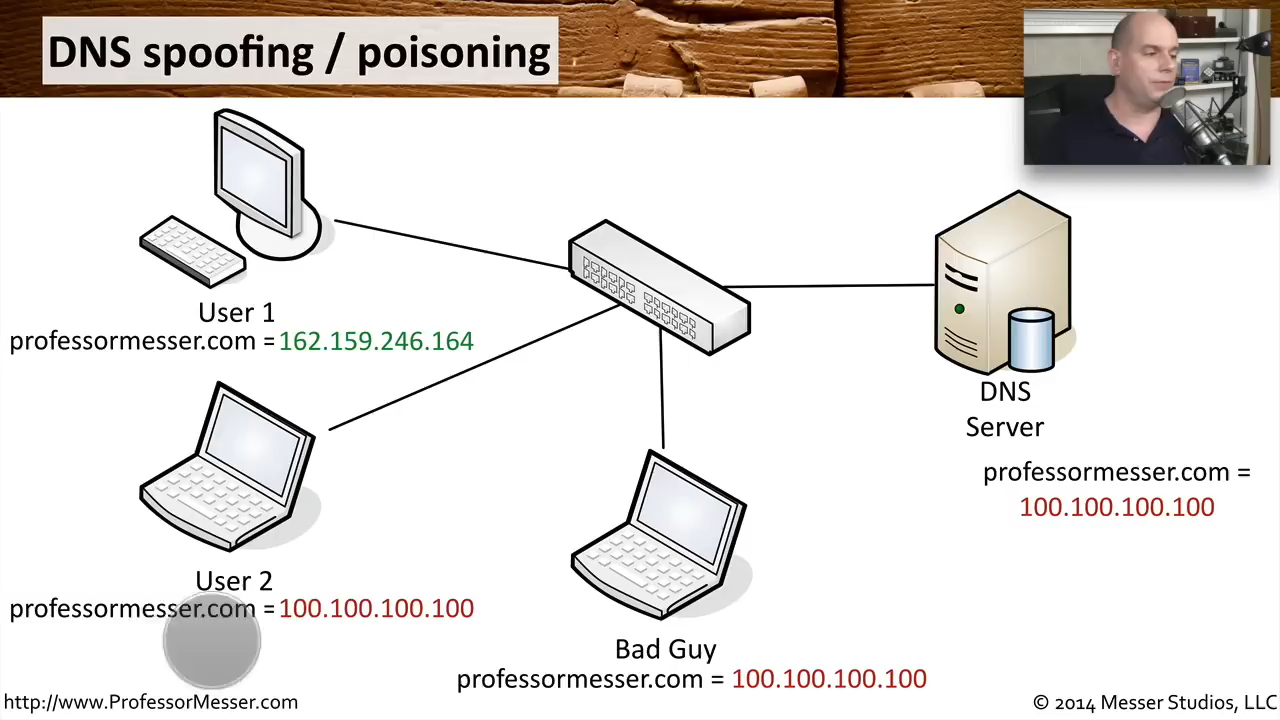 DNS spoofing / poisoning
User 1
professormesser.com = 162.159.246.164
DNS
Server
professormesser.com =
100.100.100.100
User 2
professormesser.com = 100.100.100.100
Bad Guy
professormesser.com = 100.100.100.100
http://www.ProfessorMesser.com
© 2014 Messer Studios, LLC